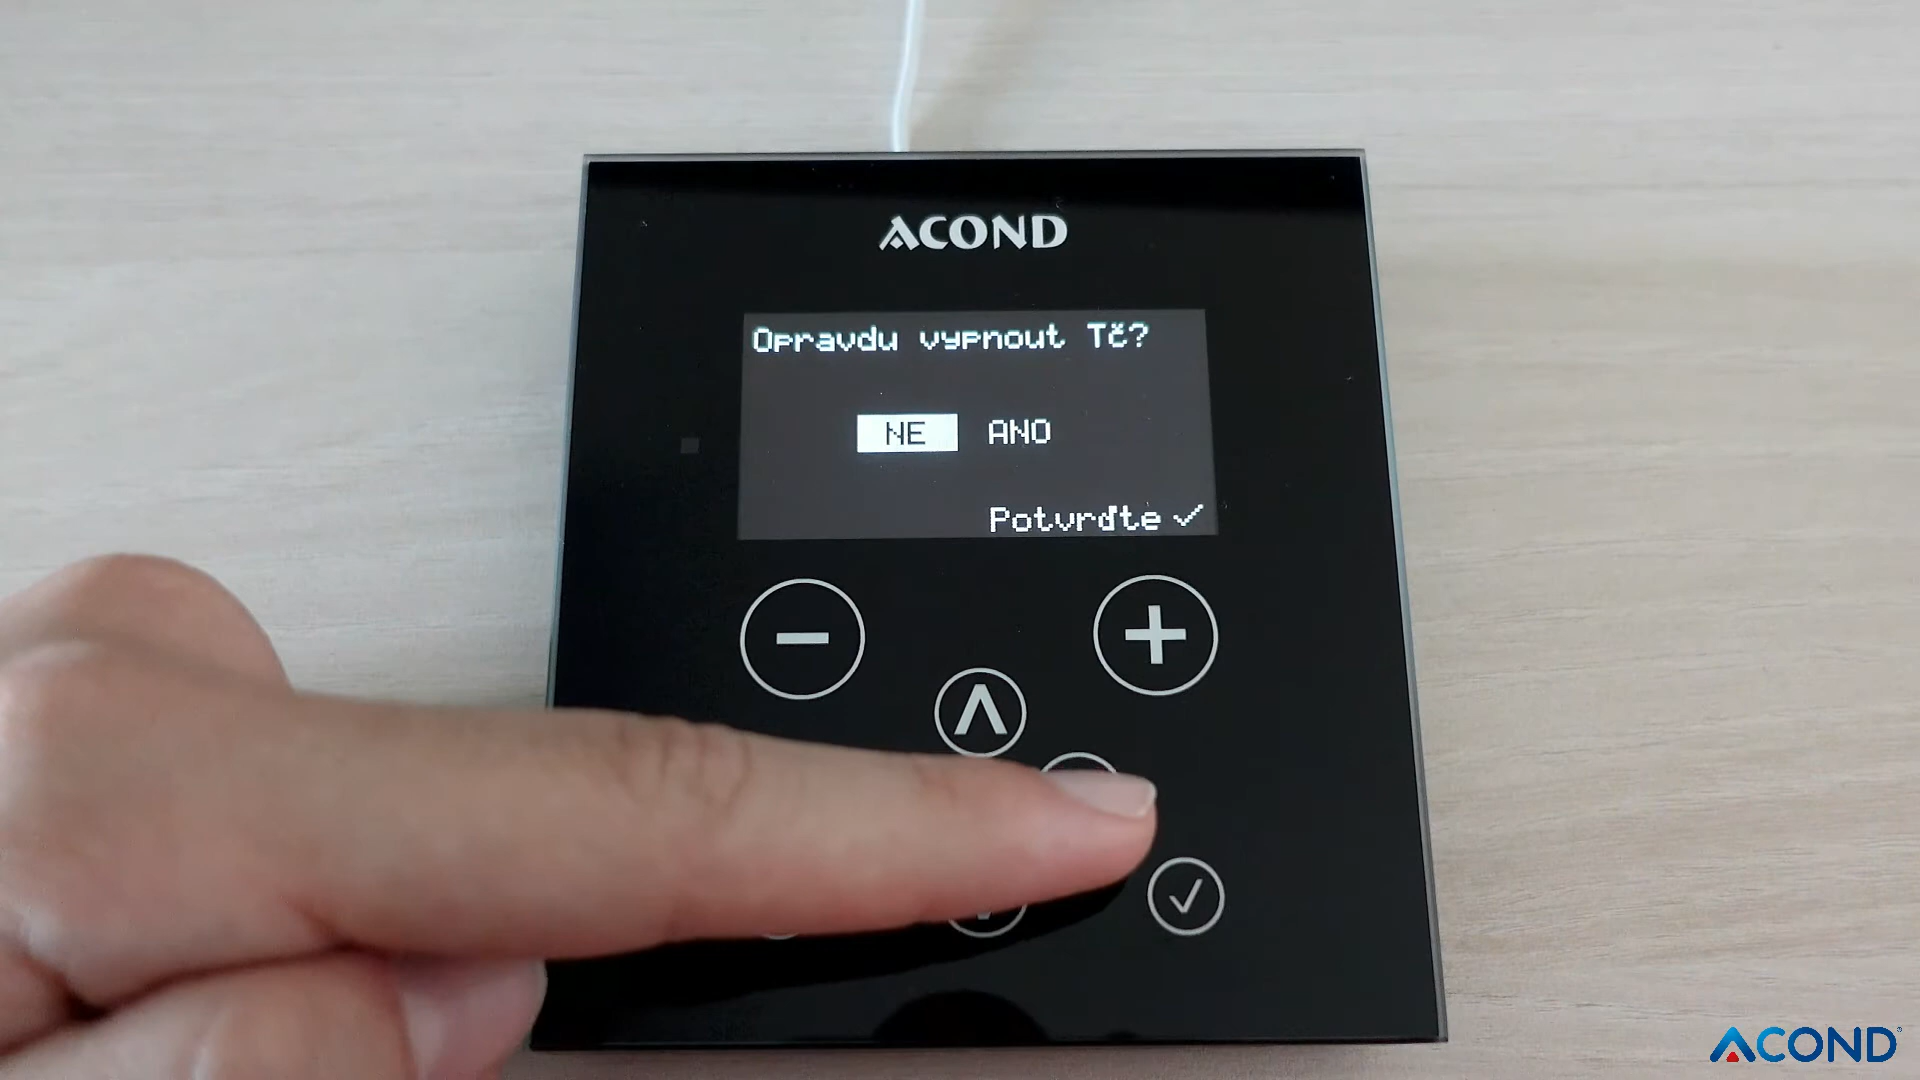 ACOND
Opravdu vypnout Tč?
NE ANO
Potvrďte ✓
ACOND